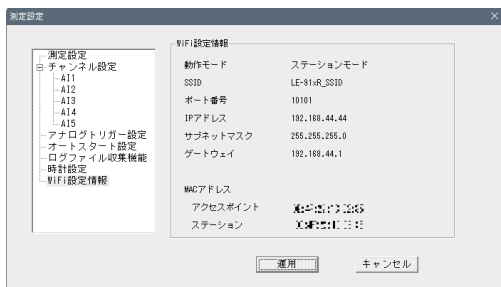 測定設定
測定設定
チャンネル設定
AI1
AI2
AI3
AI4
AI5
アナログトリガー設定
オートスタート設定
ログファイル収集機能
時計設定
WiFi設定情報
WiFi設定情報
動作モード ステーションモード
SSID LE-91xR_SSID
ポート番号 10101
IPアドレス 192.168.44.44
サブネットマスク 255.255.255.0
ゲートウェイ 192.168.44.1
MACアドレス
アクセスポイント
ステーション
適用 キャンセル